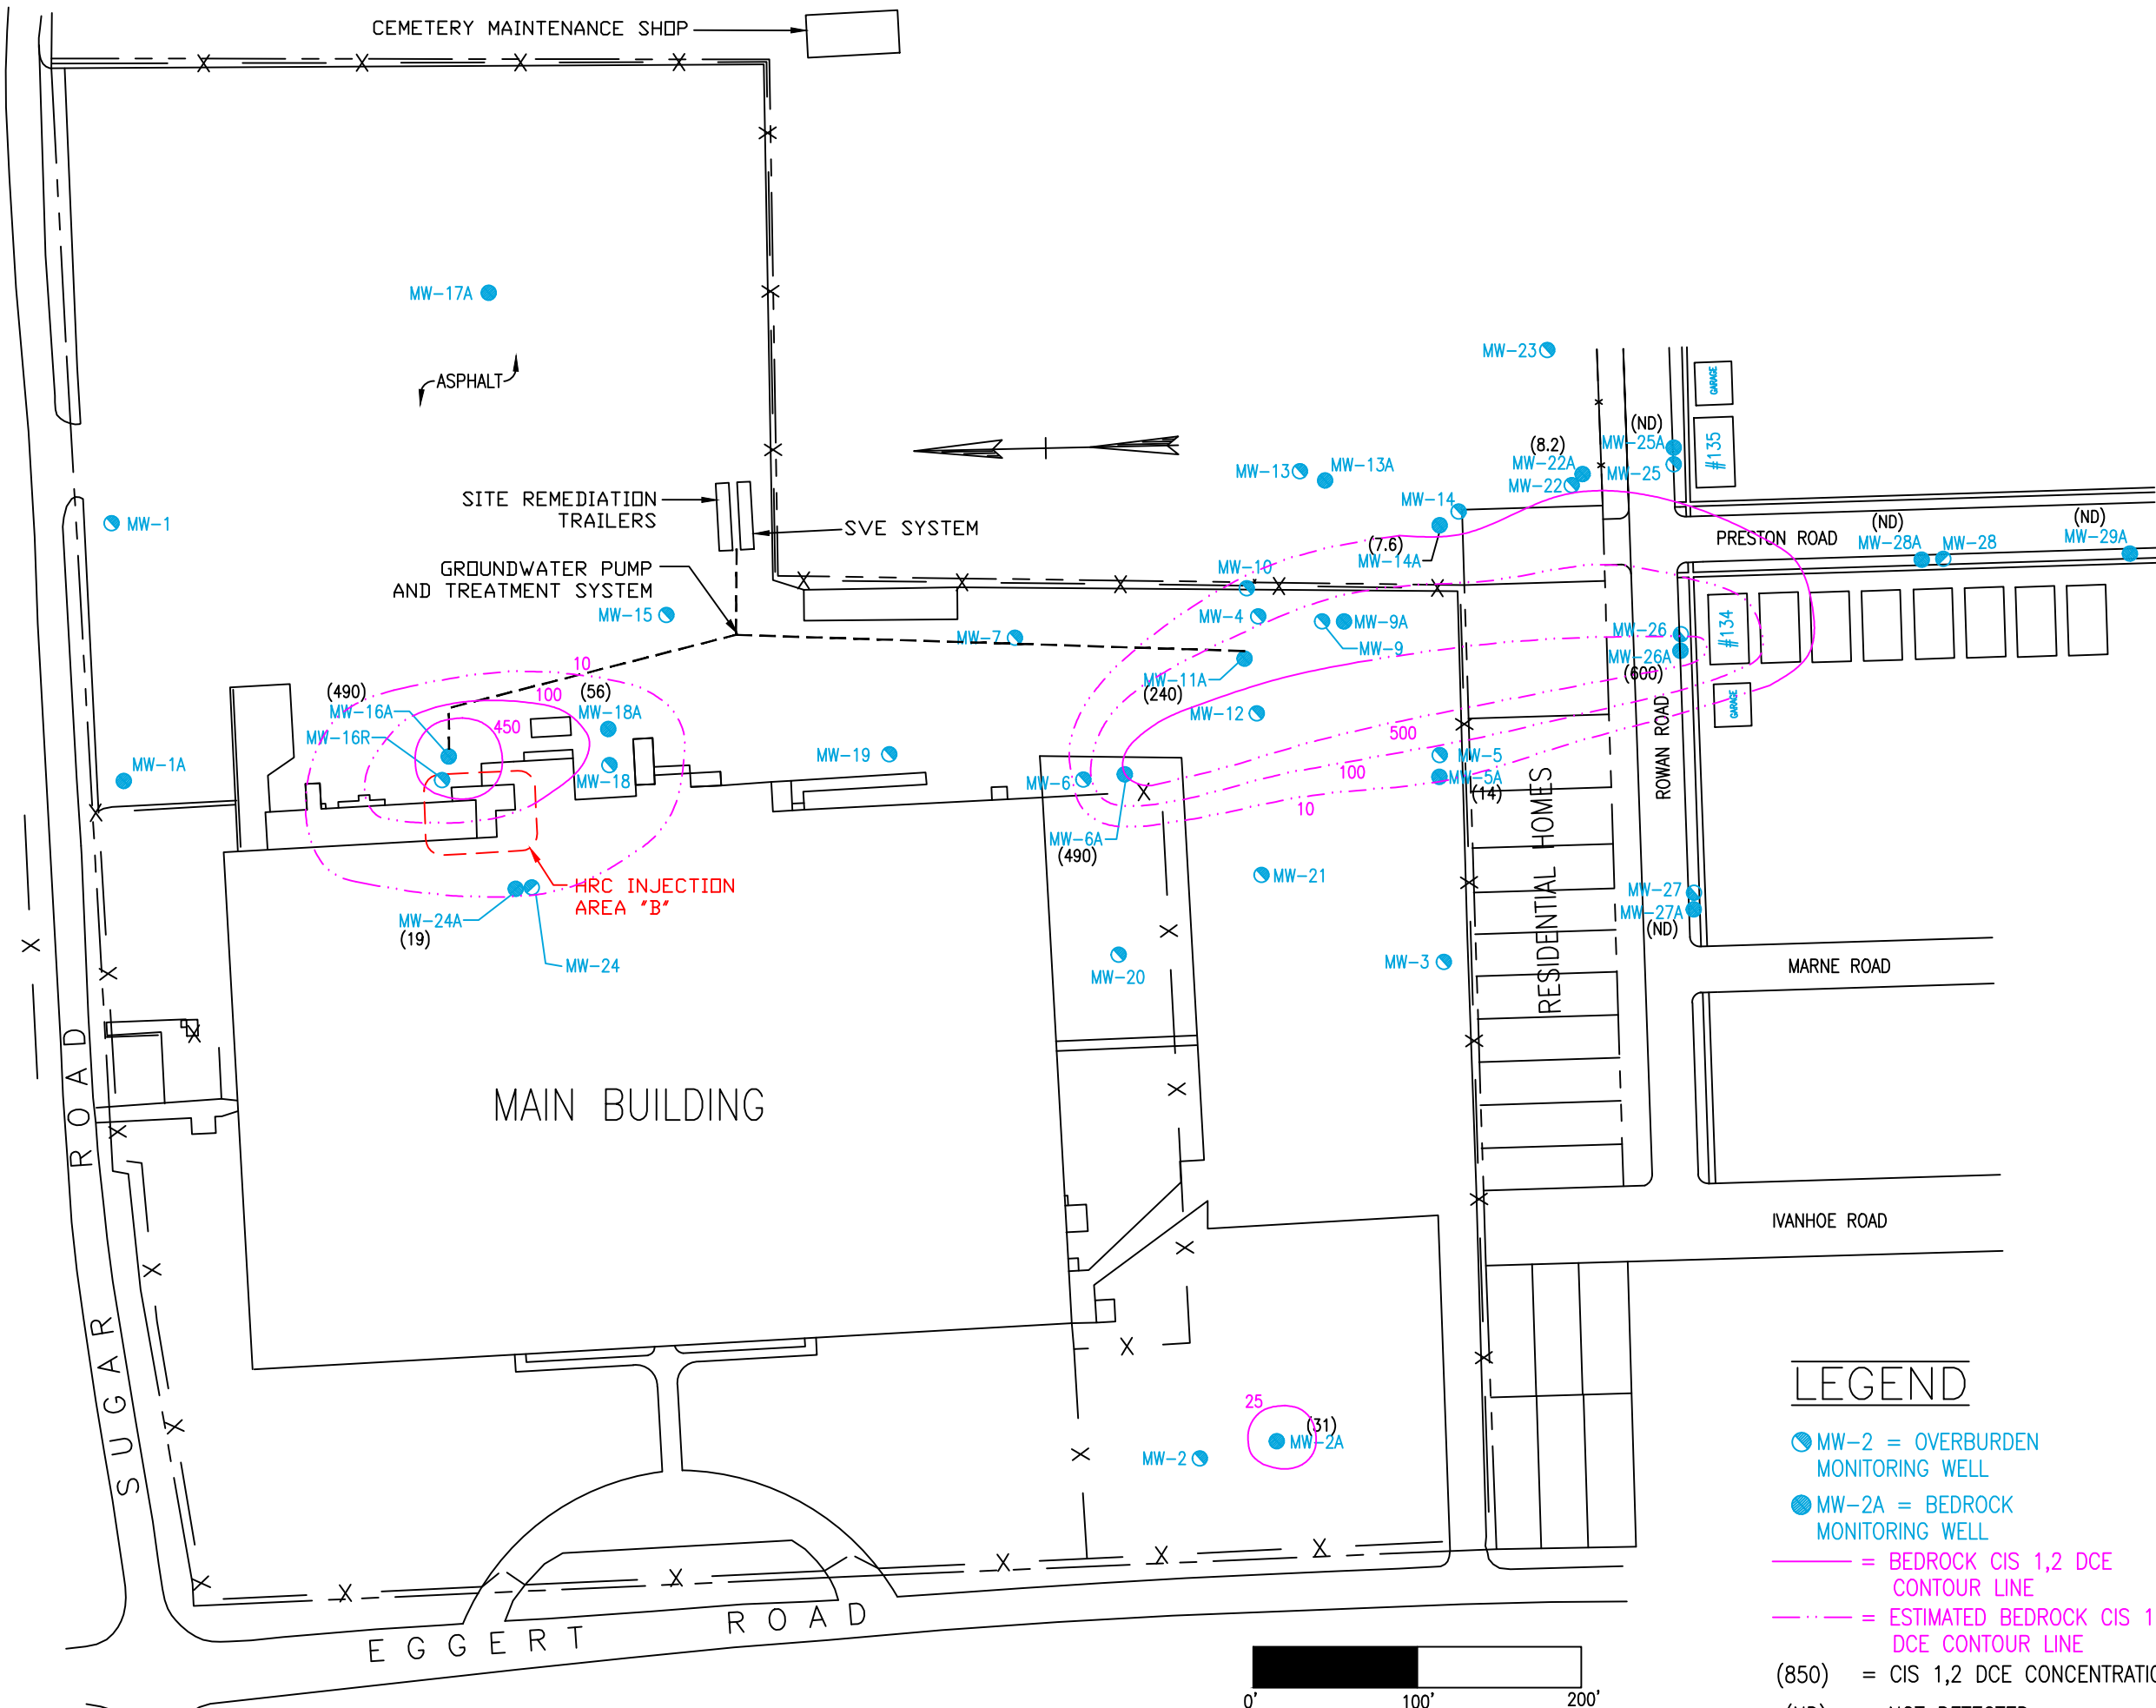 CEMETERY MAINTENANCE SHOP
MW-17A
ASPHALT
MW-23
GARAGE
(ND)
MW-25A
#135
(8.2)
MW-22A
MW-25
MW-22
MW-13
MW-13A
SITE REMEDIATION
TRAILERS
SVE SYSTEM
MW-14
(7.6)
MW-14A
MW-1
PRESTON ROAD
(ND)
MW-28A
MW-28
(ND)
MW-29A
GROUNDWATER PUMP
AND TREATMENT SYSTEM
MW-10
MW-15
MW-4
MW-9A
MW-9
MW-7
MW-26
MW-26A
(600)
#134
GARAGE
MW-11A
(240)
MW-12
10
100
450
(490)
MW-16A
MW-16R
(56)
MW-18A
MW-18
MW-1A
MW-19
MW-6
MW-6A
(490)
500
100
10
MW-5
MW-5A
(14)
ROWAN ROAD
RESIDENTIAL HOMES
HRC INJECTION
AREA "B"
MW-24A
(19)
MW-24
MW-21
MW-20
MW-3
MW-27
MW-27A
(ND)
MARNE ROAD
MAIN BUILDING
SUGAR ROAD
IVANHOE ROAD
25
(31)
MW-2A
MW-2
EGGERT ROAD
0'
100'
200'
LEGEND
MW-2 = OVERBURDEN
MONITORING WELL
MW-2A = BEDROCK
MONITORING WELL
= BEDROCK CIS 1,2 DCE
CONTOUR LINE
= ESTIMATED BEDROCK CIS 1
DCE CONTOUR LINE
(850) = CIS 1,2 DCE CONCENTRATIO